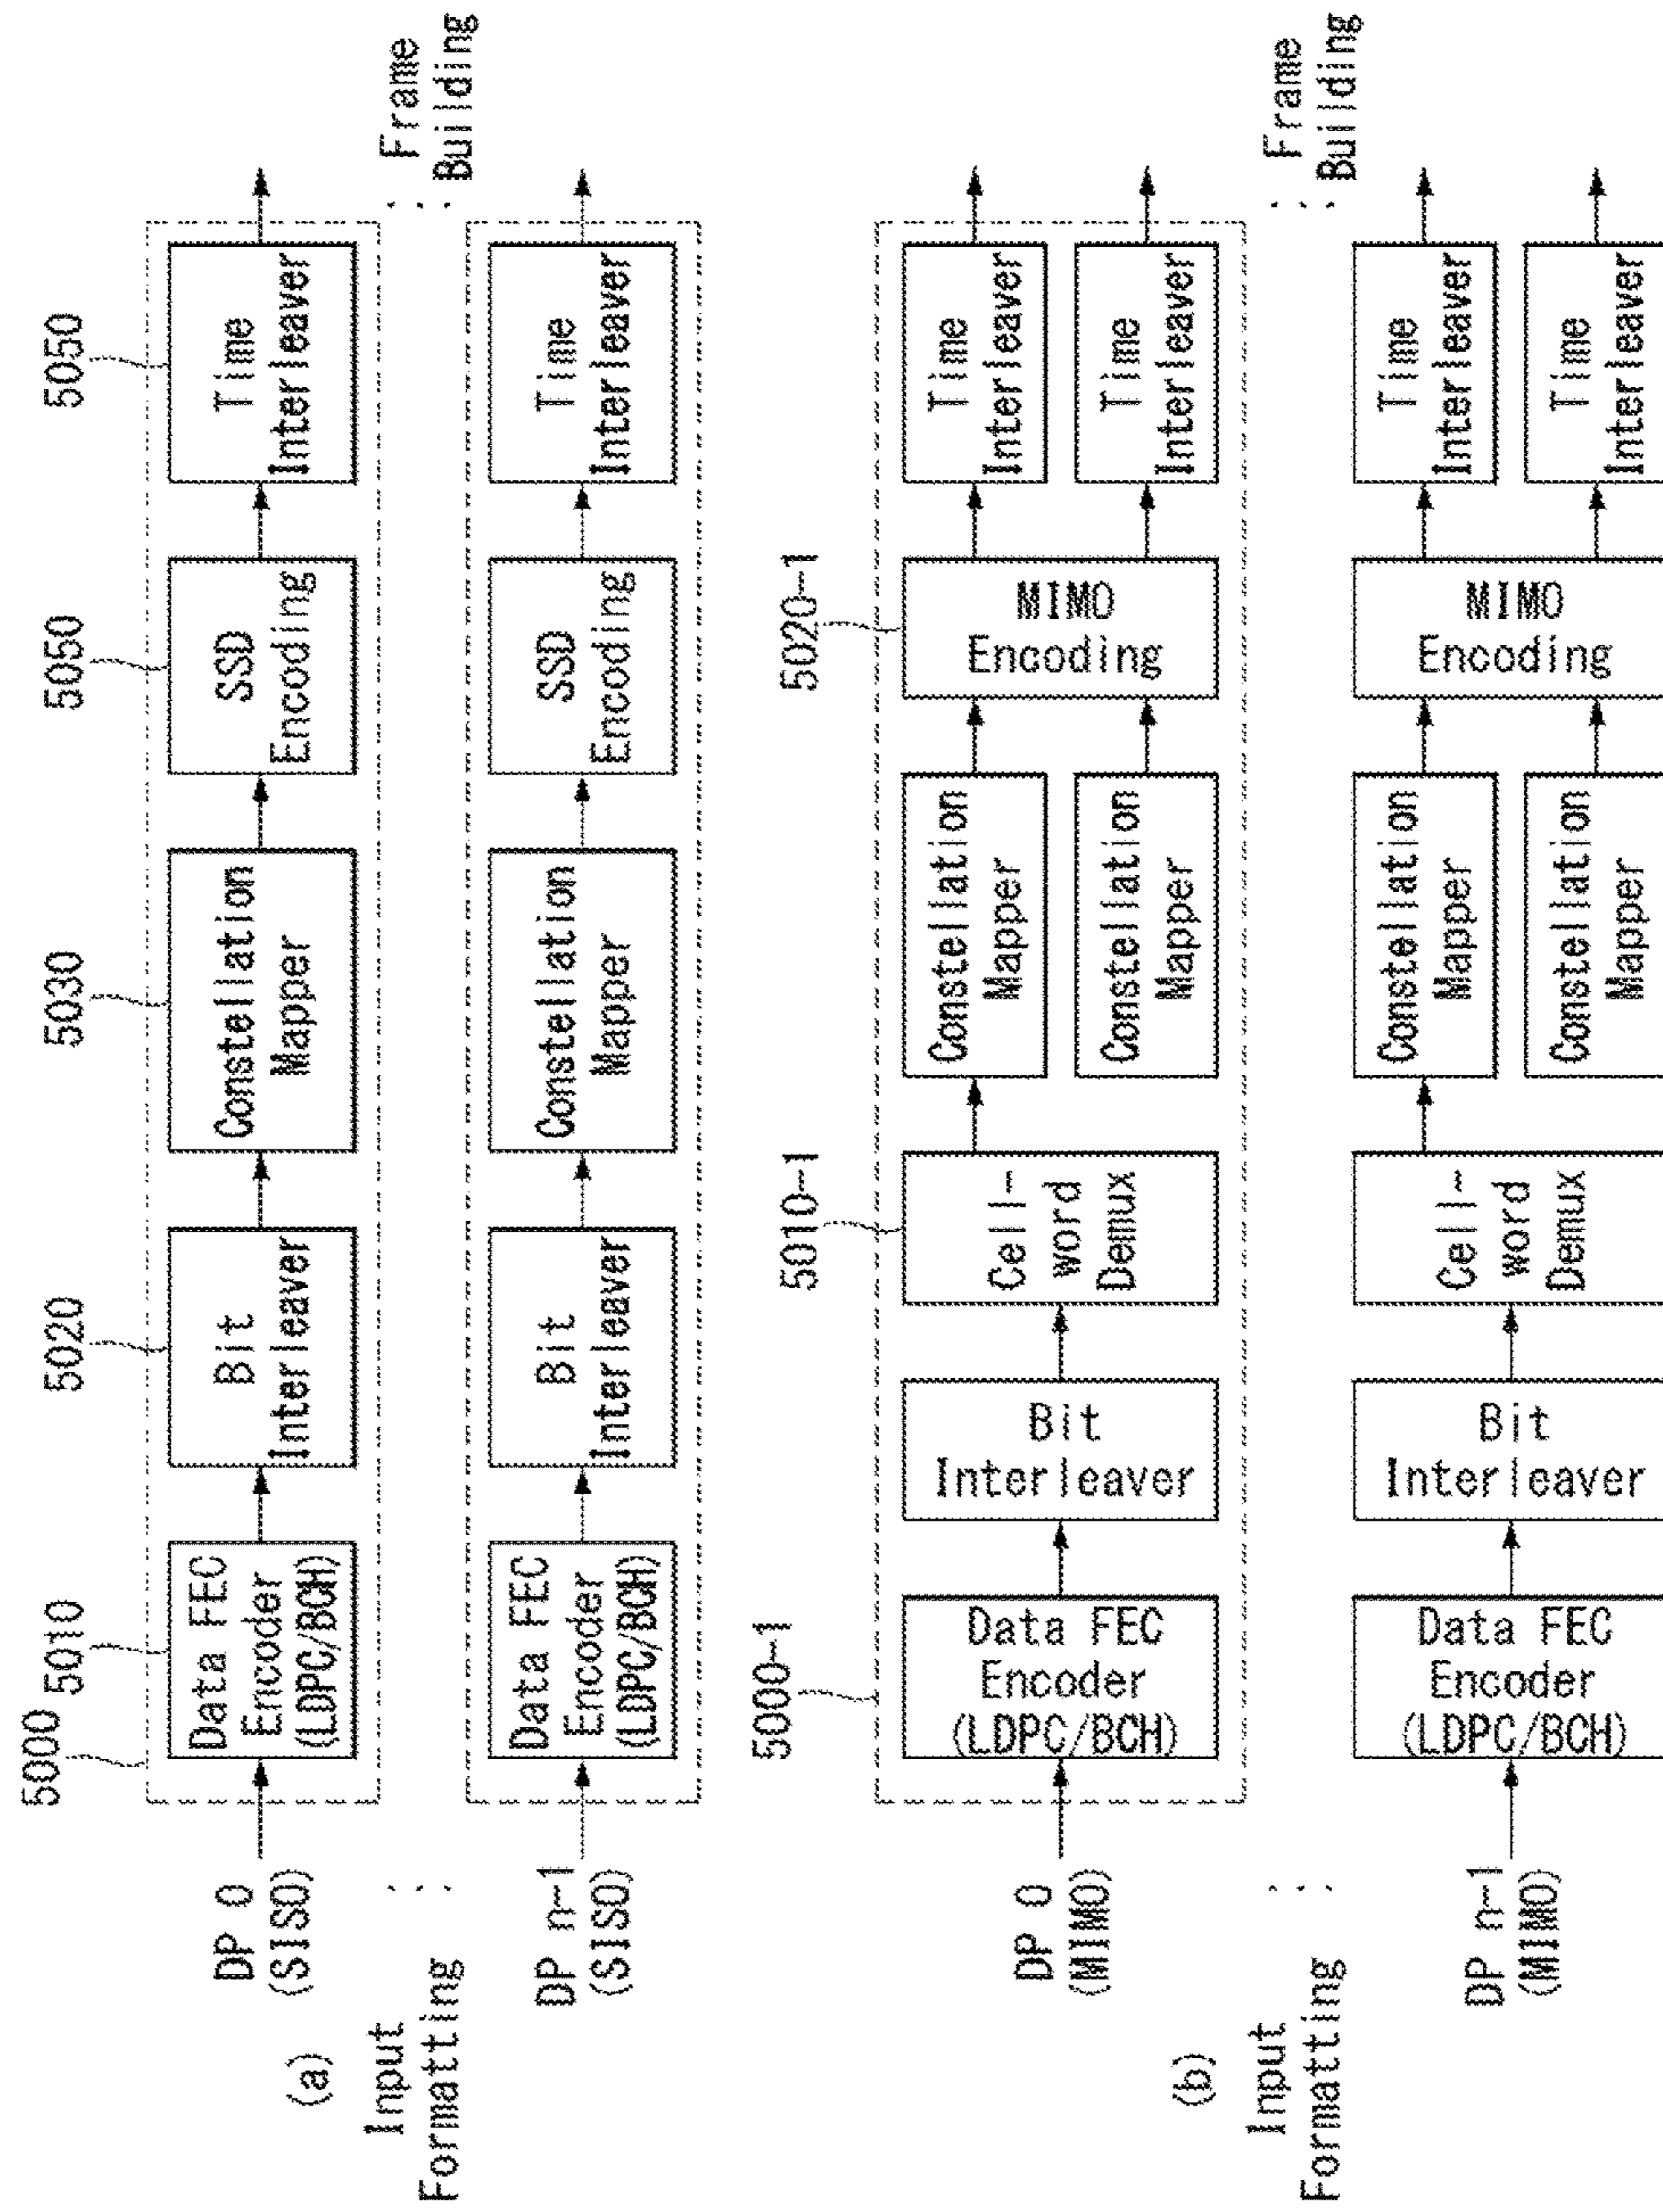 5000
5010
5020
5030
5050
5050
(a)
Input
Formatting
DP 0
(SISO)
Data FEC
Encoder
(LDPC/BCH)
Bit
Interleaver
Constellation
Mapper
SSD
Encoding
Time
Interleaver
Frame
Building
DP n-1
(SISO)
Data FEC
Encoder
(LDPC/BCH)
Bit
Interleaver
Constellation
Mapper
SSD
Encoding
Time
Interleaver
5000-1
5010-1
5020-1
(b)
Input
Formatting
DP 0
(MIMO)
Data FEC
Encoder
(LDPC/BCH)
Bit
Interleaver
Cell-
word
Demux
Constellation
Mapper
Constellation
Mapper
MIMO
Encoding
Time
Interleaver
Time
Interleaver
Frame
Building
DP n-1
(MIMO)
Data FEC
Encoder
(LDPC/BCH)
Bit
Interleaver
Cell-
word
Demux
Constellation
Mapper
Constellation
Mapper
MIMO
Encoding
Time
Interleaver
Time
Interleaver